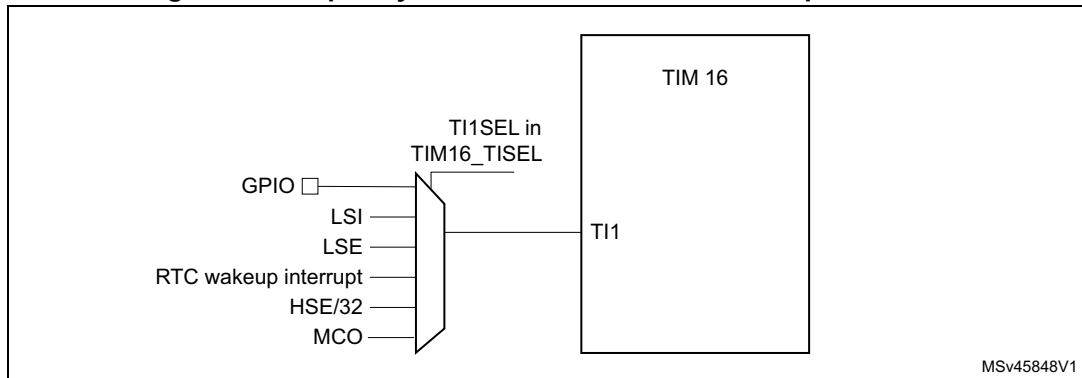 TIM 16
TI1SEL in
TIM16_TISEL
GPIO
LSI
LSE
TI1
RTC wakeup interrupt
HSE/32
MCO
MSv45848V1